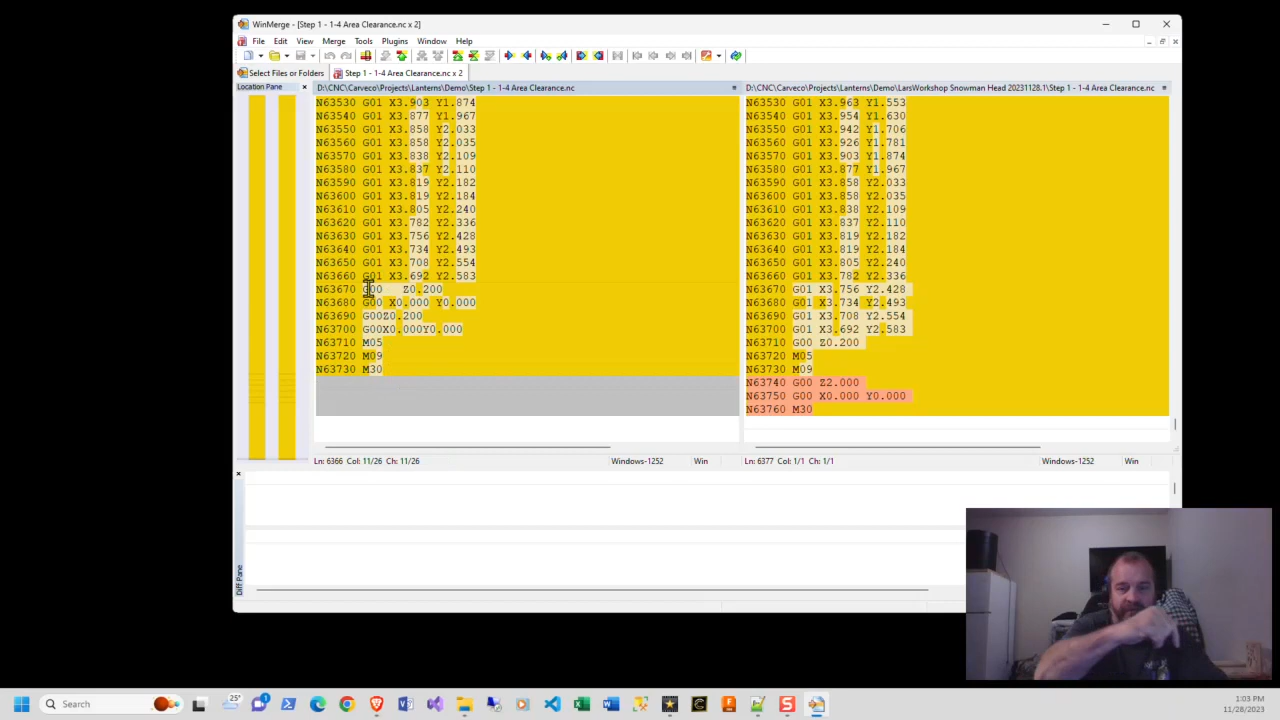 WinMerge - [Step 1 - 1-4 Area Clearance.nc x 2]
File Edit View Merge Tools Plugins Window Help
Select Files or Folders
Step 1 - 1-4 Area Clearance.nc x 2
Location Pane
D:\CNC\Carveco\Projects\Lanterns\Demo\Step 1 - 1-4 Area Clearance.nc
N63530 G01 X3.903 Y1.874
N63540 G01 X3.877 Y1.967
N63550 G01 X3.858 Y2.033
N63560 G01 X3.858 Y2.035
N63570 G01 X3.838 Y2.109
N63580 G01 X3.837 Y2.110
N63590 G01 X3.819 Y2.182
N63600 G01 X3.819 Y2.184
N63610 G01 X3.805 Y2.240
N63620 G01 X3.782 Y2.336
N63630 G01 X3.756 Y2.428
N63640 G01 X3.734 Y2.493
N63650 G01 X3.708 Y2.554
N63660 G01 X3.692 Y2.583
N63670 G00 Z0.200
N63680 G00 X0.000 Y0.000
N63690 G00Z0.200
N63700 G00X0.000Y0.000
N63710 M05
N63720 M09
N63730 M30
Ln: 6366 Col: 11/26 Ch: 11/26
Windows-1252
Win
D:\CNC\Carveco\Projects\Lanterns\Demo\LarsWorkshop Snowman Head 20231128.1\Step 1 - 1-4 Area Clearance.nc
N63530 G01 X3.963 Y1.553
N63540 G01 X3.954 Y1.630
N63550 G01 X3.942 Y1.706
N63560 G01 X3.926 Y1.781
N63570 G01 X3.903 Y1.874
N63580 G01 X3.877 Y1.967
N63590 G01 X3.858 Y2.033
N63600 G01 X3.858 Y2.035
N63610 G01 X3.838 Y2.109
N63620 G01 X3.837 Y2.110
N63630 G01 X3.819 Y2.182
N63640 G01 X3.819 Y2.184
N63650 G01 X3.805 Y2.240
N63660 G01 X3.782 Y2.336
N63670 G01 X3.756 Y2.428
N63680 G01 X3.734 Y2.493
N63690 G01 X3.708 Y2.554
N63700 G01 X3.692 Y2.583
N63710 G00 Z0.200
N63720 M05
N63730 M09
N63740 G00 Z2.000
N63750 G00 X0.000 Y0.000
N63760 M30
Ln: 6377 Col: 1/1 Ch: 1/1
Windows-1252
Win
Diff Pane
Search
25°
1
1:03 PM
11/28/2023